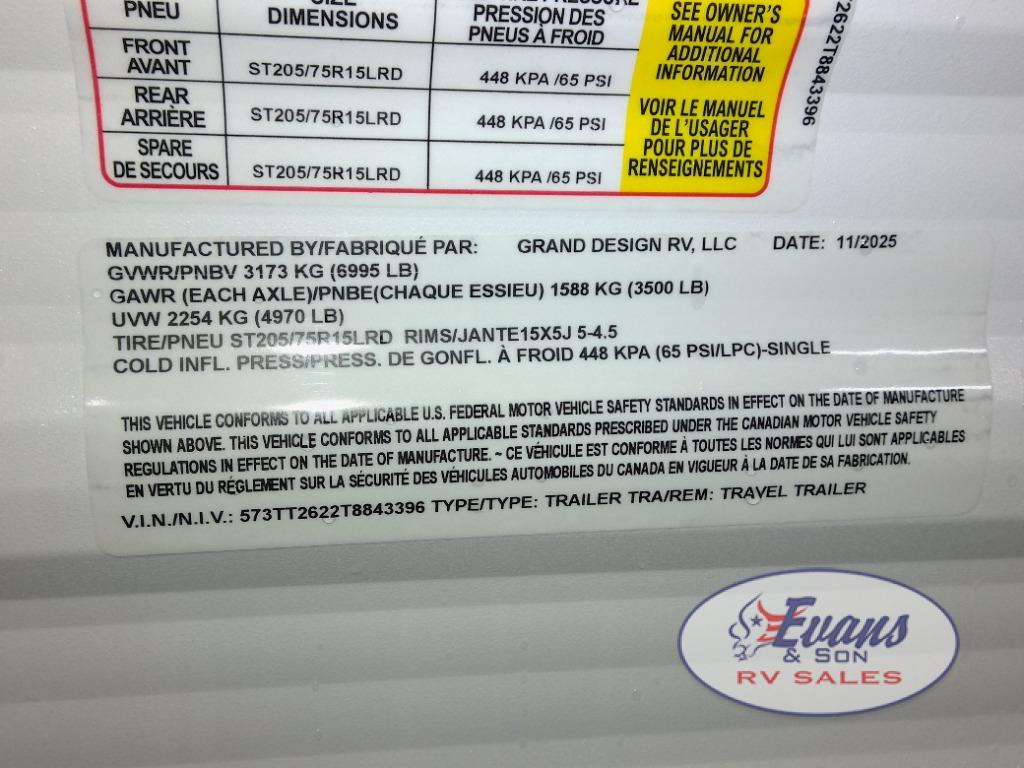 PNEU
DIMENSIONS
PRESSION DES
PNEUS À FROID
SEE OWNER'S
MANUAL FOR
ADDITIONAL
INFORMATION
FRONT
AVANT
ST205/75R15LRD
448 KPA /65 PSI
REAR
ARRIÈRE
ST205/75R15LRD
448 KPA /65 PSI
VOIR LE MANUEL
DE L'USAGER
POUR PLUS DE
RENSEIGNEMENTS
SPARE
DE SECOURS
ST205/75R15LRD
448 KPA /65 PSI
2622T8843396
MANUFACTURED BY/FABRIQUÉ PAR: GRAND DESIGN RV, LLC DATE: 11/2025
GVWR/PNBV 3173 KG (6995 LB)
GAWR (EACH AXLE)/PNBE(CHAQUE ESSIEU) 1588 KG (3500 LB)
UVW 2254 KG (4970 LB)
TIRE/PNEU ST205/75R15LRD RIMS/JANTE15X5J 5-4.5
COLD INFL. PRESS/PRESS. DE GONFL. À FROID 448 KPA (65 PSI/LPC)-SINGLE
THIS VEHICLE CONFORMS TO ALL APPLICABLE U.S. FEDERAL MOTOR VEHICLE SAFETY STANDARDS IN EFFECT ON THE DATE OF MANUFACTURE
SHOWN ABOVE. THIS VEHICLE CONFORMS TO ALL APPLICABLE STANDARDS PRESCRIBED UNDER THE CANADIAN MOTOR VEHICLE SAFETY
REGULATIONS IN EFFECT ON THE DATE OF MANUFACTURE. ~ CE VÉHICULE EST CONFORME À TOUTES LES NORMES QUI LUI SONT APPLICABLES
EN VERTU DU RÉGLEMENT SUR LA SÉCURITÉ DES VÉHICULES AUTOMOBILES DU CANADA EN VIGUEUR À LA DATE DE SA FABRICATION.
V.I.N./N.I.V.: 573TT2622T8843396 TYPE/TYPE: TRAILER TRA/REM: TRAVEL TRAILER
Evans
& SON
RV SALES